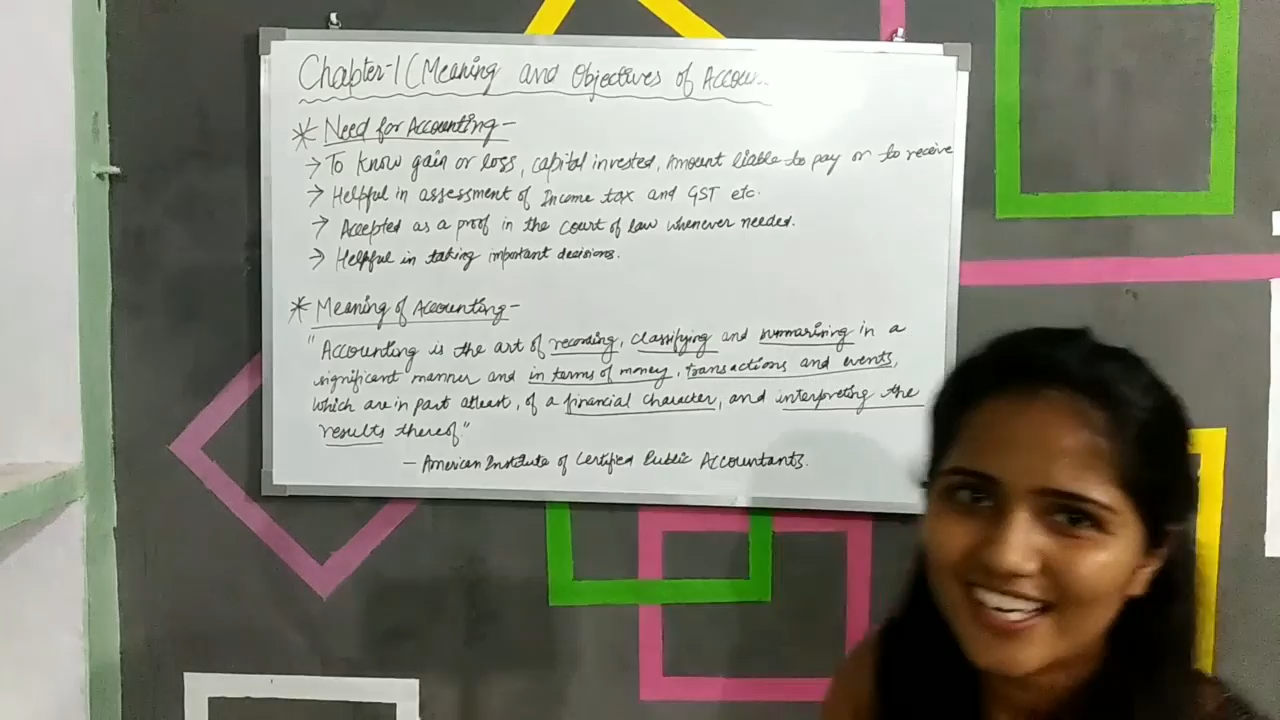 Chapter-1 (Meaning and Objectives of Accou..
* Need for Accounting -
→ To know gain or loss, capital invested, Amount liable to pay or to receive
→ Helpful in assessment of Income tax and GST etc.
→ Accepted as a proof in the court of law whenever needed.
→ Helpful in taking important decisions.
* Meaning of Accounting -
"Accounting is the art of recording, classifying and summarising in a
significant manner and in terms of money, transactions and events,
which are in part atleast, of a financial character, and interpreting the
results thereof."
- American Institute of Certified Public Accountants.